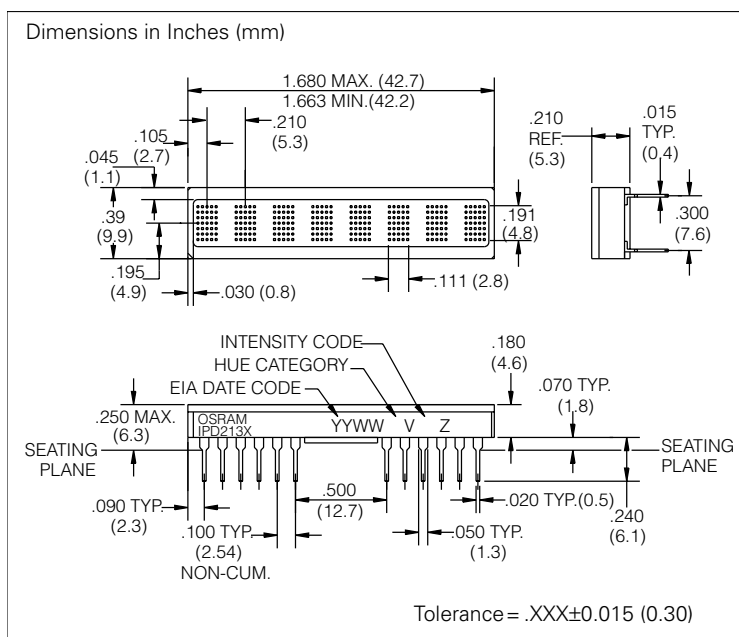 Dimensions in Inches (mm)
1.680 MAX. (42.7)
1.663 MIN.(42.2)
.105
(2.7)
.210
(5.3)
.210
REF.
(5.3)
.015
TYP.
(0.4)
.045
(1.1)
.39
(9.9)
.191
(4.8)
.300
(7.6)
.195
(4.9)
.030 (0.8)
.111 (2.8)
INTENSITY CODE
HUE CATEGORY
EIA DATE CODE
.180
(4.6)
.070 TYP.
(1.8)
.250 MAX.
(6.3)
OSRAM
IPD213X
YYWW V Z
SEATING
PLANE
SEATING
PLANE
.090 TYP.
(2.3)
.500
(12.7)
.020 TYP.(0.5)
.240
(6.1)
.100 TYP.
(2.54)
NON-CUM.
.050 TYP.
(1.3)
Tolerance = .XXX±0.015 (0.30)